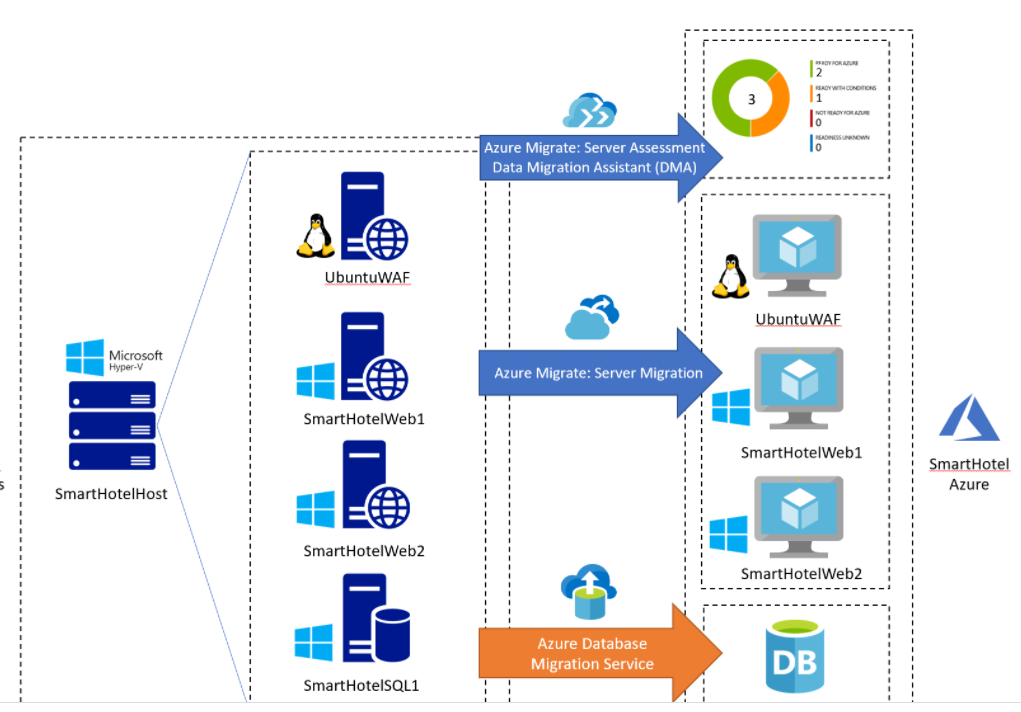 READY FOR AZURE
2
READY WITH CONDITIONS
1
3
NOT READY FOR AZURE
0
READINESS UNKNOWN
0
Azure Migrate: Server Assessment
Data Migration Assistant (DMA)
UbuntuWAF
UbuntuWAF
Microsoft
Hyper-V
Azure Migrate: Server Migration
SmartHotelWeb1
SmartHotelWeb1
SmartHotelHost
SmartHotel
Azure
s
SmartHotelWeb2
SmartHotelWeb2
Azure Database
Migration Service
DB
SmartHotelSQL1